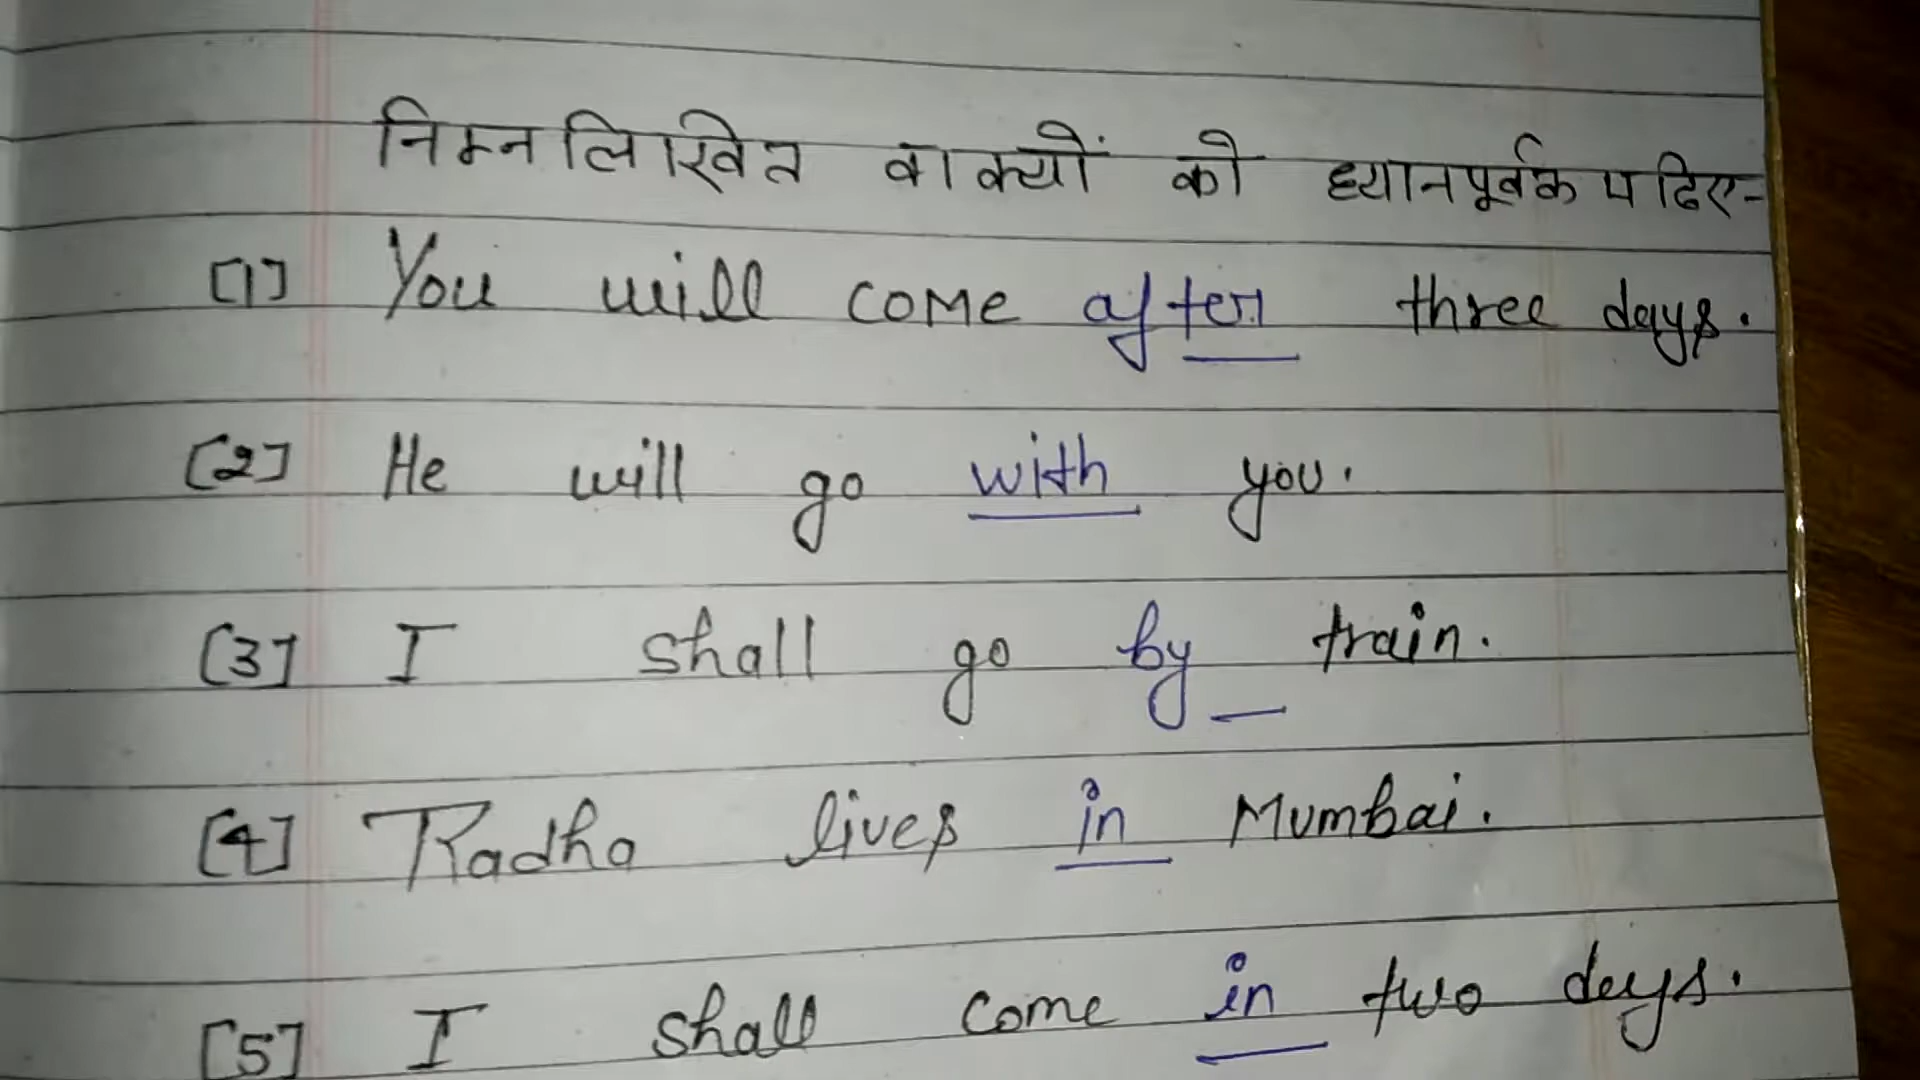 निम्नलिखित वाक्यों को ध्यानपूर्वक पढिए-
[1] You will come after three days.
[2] He will go with you.
[3] I shall go by train.
[4] Radha lives in Mumbai.
[5] I shall come in two days.